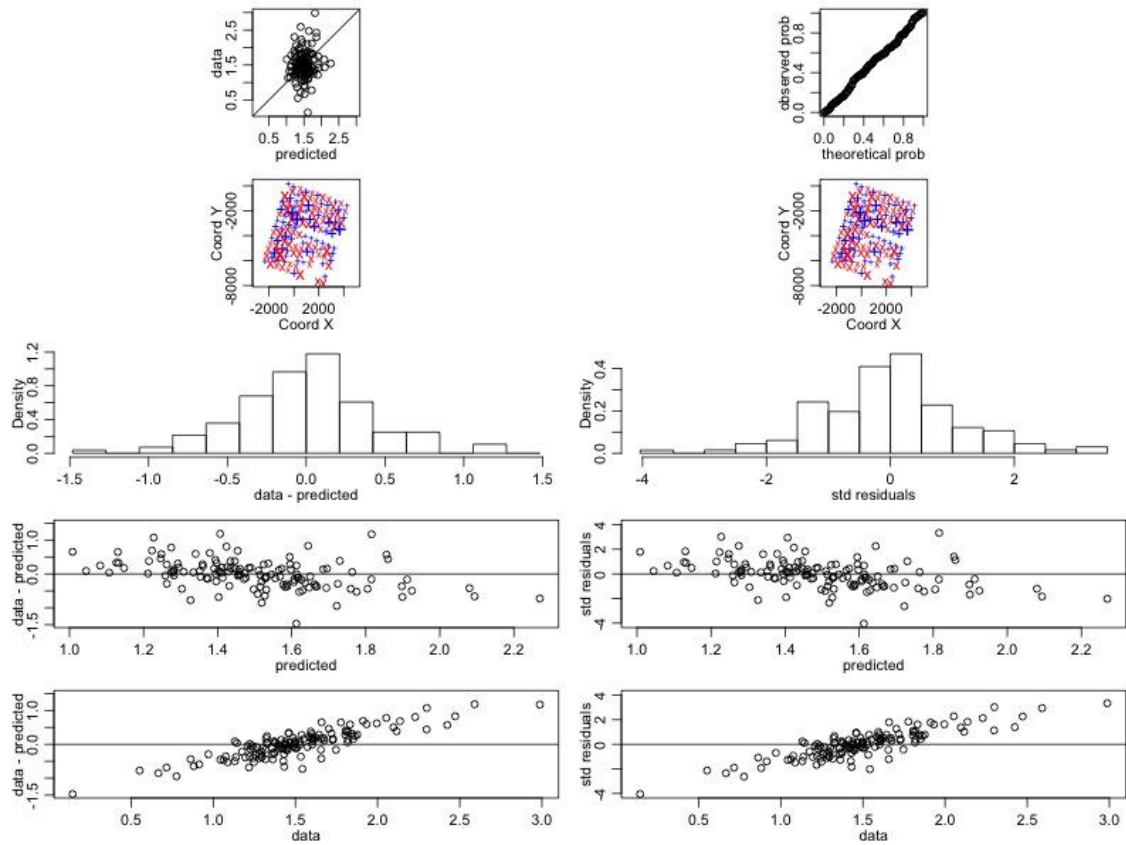 data
0.5 1.5 2.5
0.5 1.5 2.5
predicted
observed prob
0.0 0.4 0.8
0.0 0.4 0.8
theoretical prob
Coord Y
-8000 -2000
-2000 2000
Coord X
Coord Y
-8000 -2000
-2000 2000
Coord X
Density
0.0 0.4 0.8 1.2
-1.5 -1.0 -0.5 0.0 0.5 1.0 1.5
data - predicted
Density
0.0 0.2 0.4
-4 -2 0 2
std residuals
data - predicted
-1.5 0.0 1.0
1.0 1.2 1.4 1.6 1.8 2.0 2.2
predicted
std residuals
-4 0 2 4
1.0 1.2 1.4 1.6 1.8 2.0 2.2
predicted
data - predicted
-1.5 0.0 1.0
0.5 1.0 1.5 2.0 2.5 3.0
data
std residuals
-4 0 2 4
0.5 1.0 1.5 2.0 2.5 3.0
data